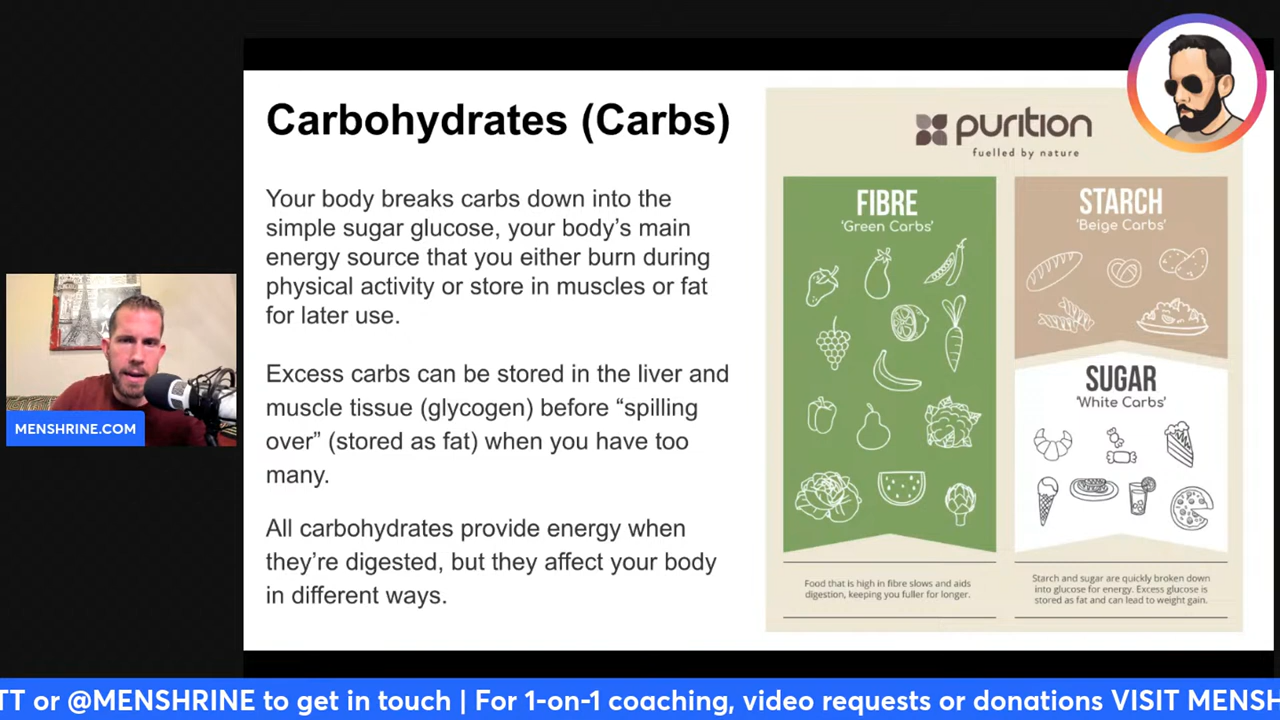 Carbohydrates (Carbs)
Your body breaks carbs down into the
simple sugar glucose, your body’s main
energy source that you either burn during
physical activity or store in muscles or fat
for later use.
Excess carbs can be stored in the liver and
muscle tissue (glycogen) before “spilling
over” (stored as fat) when you have too
many.
All carbohydrates provide energy when
they’re digested, but they affect your body
in different ways.
purition
fuelled by nature
FIBRE
‘Green Carbs’
Food that is high in fibre slows and aids
digestion, keeping you fuller for longer.
STARCH
‘Beige Carbs’
SUGAR
‘White Carbs’
Starch and sugar are quickly broken down
into glucose for energy. Excess glucose is
stored as fat and can lead to weight gain.
MENSHRINE.COM
TT or @MENSHRINE to get in touch | For 1-on-1 coaching, video requests or donations VISIT MENSH